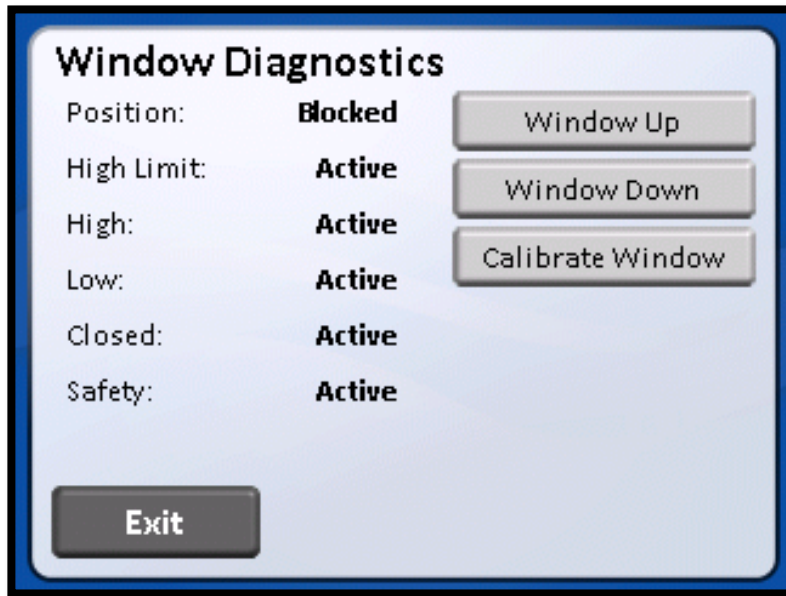 Window Diagnostics
Position: Blocked
Window Up
High Limit: Active
Window Down
High: Active
Calibrate Window
Low: Active
Closed: Active
Safety: Active
Exit